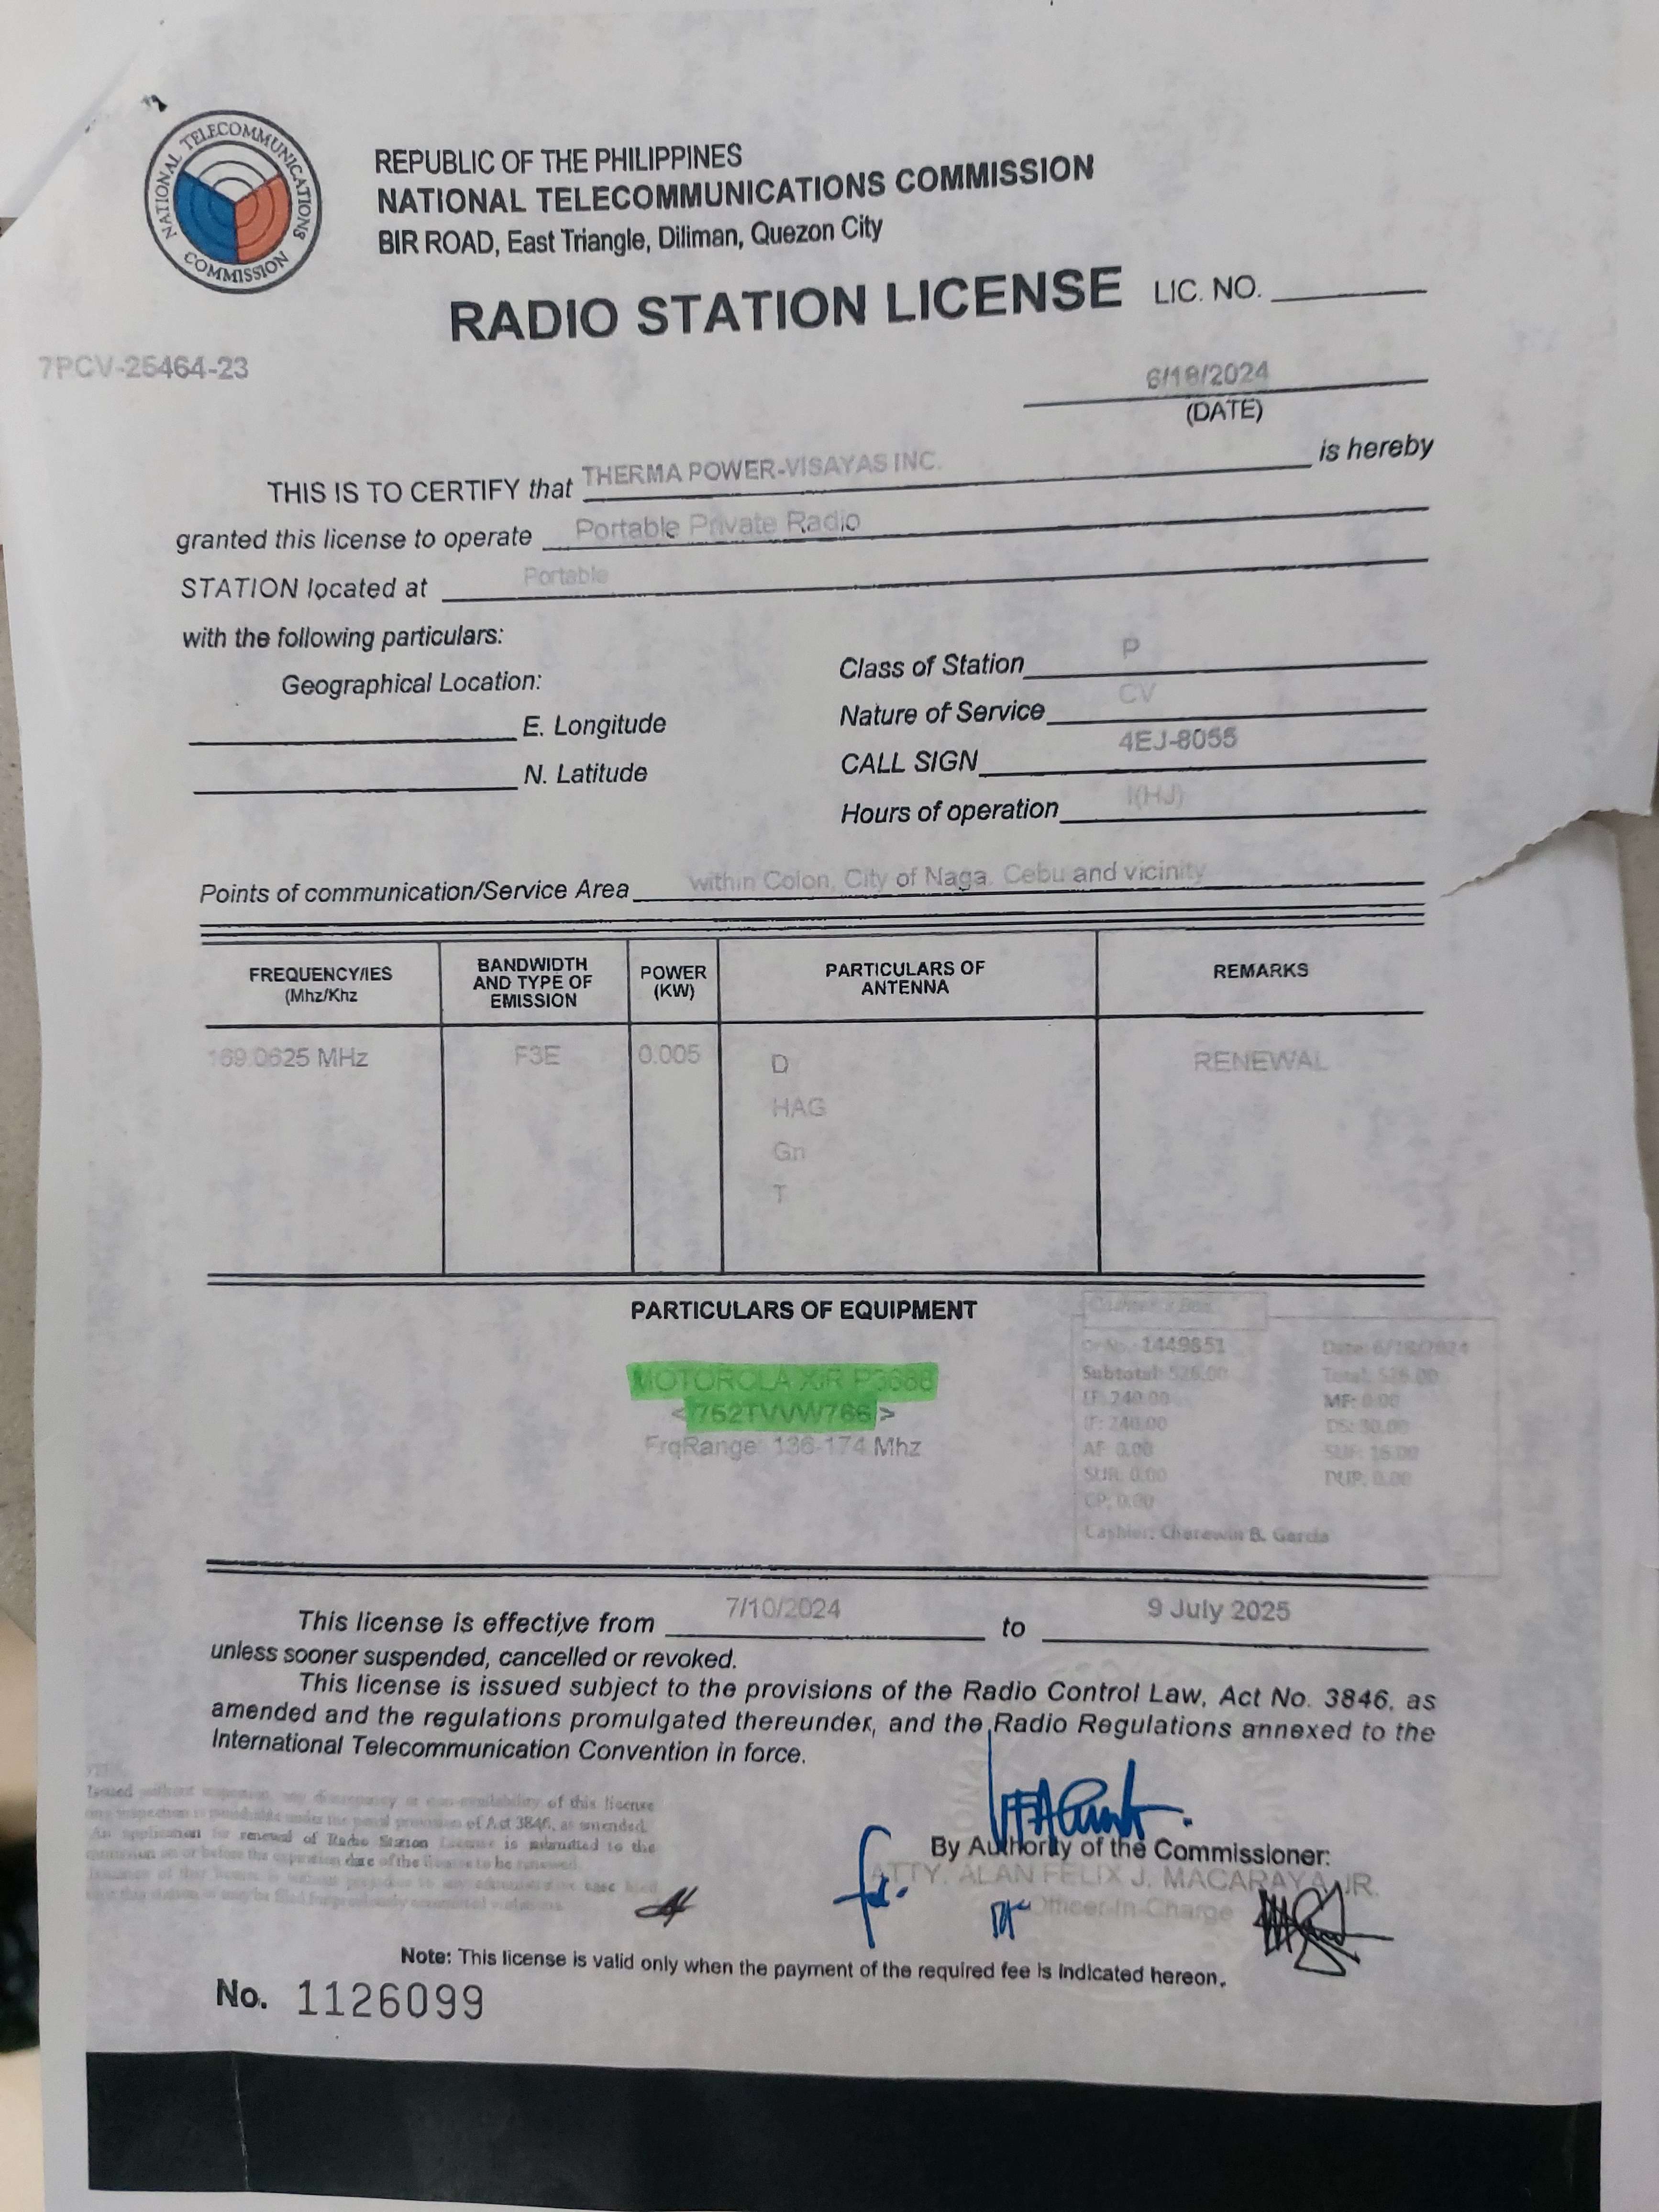 NATIONAL TELECOMMUNICATIONS COMMISSION
REPUBLIC OF THE PHILIPPINES
NATIONAL TELECOMMUNICATIONS COMMISSION
BIR ROAD, East Triangle, Diliman, Quezon City
RADIO STATION LICENSE LIC. NO.
7PCV-25464-23
6/18/2024
(DATE)
THIS IS TO CERTIFY that THERMA POWER-VISAYAS INC. is hereby
granted this license to operate Portable Private Radio
STATION located at Portable
with the following particulars:
Geographical Location:
E. Longitude
N. Latitude
Class of Station P
Nature of Service CV
CALL SIGN 4EJ-8055
Hours of operation I(HJ)
Points of communication/Service Area within Colon, City of Naga, Cebu and vicinity
FREQUENCY/IES (Mhz/Khz
BANDWIDTH AND TYPE OF EMISSION
POWER (KW)
PARTICULARS OF ANTENNA
REMARKS
169.0625 MHz F3E 0.005 D RENEWAL
HAG
Gn
T
PARTICULARS OF EQUIPMENT
MOTOROLA XiR P3688
<752TVVW766>
FrqRange: 136-174 Mhz
Or No.: 1449851 Date: 6/18/2024
Subtotal: 526.00 Total: 526.00
LF: 240.00 MF: 0.00
IF: 240.00 DS: 30.00
AF: 0.00 SUF: 16.00
SUR: 0.00 DUP: 0.00
CP: 0.00
Cashier: Charewin B. Garcia
This license is effective from 7/10/2024 to 9 July 2025
unless sooner suspended, cancelled or revoked.
This license is issued subject to the provisions of the Radio Control Law, Act No. 3846, as
amended and the regulations promulgated thereunder, and the Radio Regulations annexed to the
International Telecommunication Convention in force.
Issued without inspection, any discrepancy or non-availability of this license
any inspection is punishable under the penal provision of Act 3846, as amended.
An application for renewal of Radio Station License is submitted to the
commission on or before the expiration date of the license to be renewed.
Issuance of this license is without prejudice to any administrative case filed
By Authority of the Commissioner:
ATTY. ALAN FELIX J. MACARAYA JR.
Officer-In-Charge
for
Note: This license is valid only when the payment of the required fee is indicated hereon.
No. 1126099